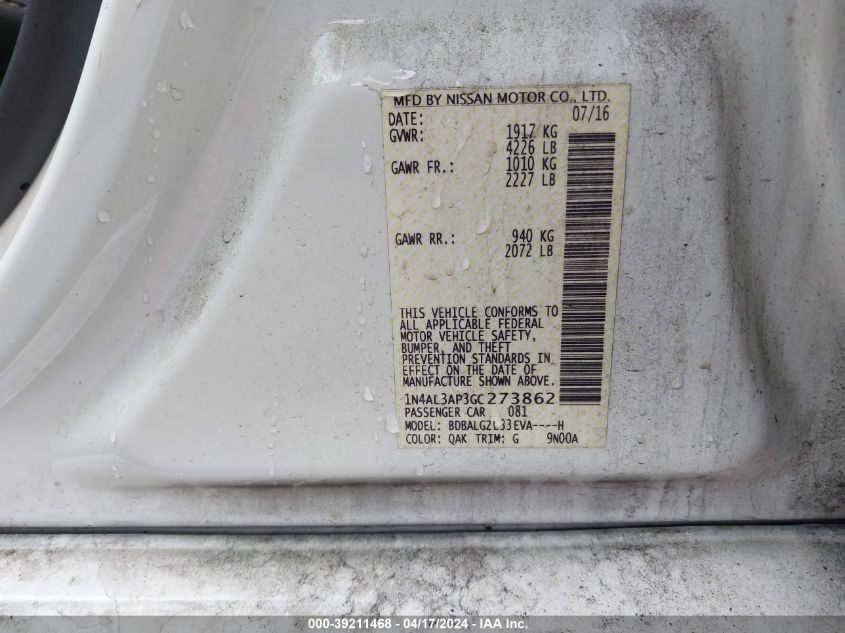 MFD BY NISSAN MOTOR CO., LTD.
DATE: 07/16
GVWR: 1917 KG
4226 LB
GAWR FR.: 1010 KG
2227 LB
GAWR RR.: 940 KG
2072 LB
THIS VEHICLE CONFORMS TO
ALL APPLICABLE FEDERAL
MOTOR VEHICLE SAFETY,
BUMPER, AND THEFT
PREVENTION STANDARDS IN
EFFECT ON THE DATE OF
MANUFACTURE SHOWN ABOVE.
1N4AL3AP3GC273862
PASSENGER CAR 081
MODEL: BDBALG2L33EVA----H
COLOR: QAK TRIM: G 9N00A
000-39211468 - 04/17/2024 - IAAI.COM